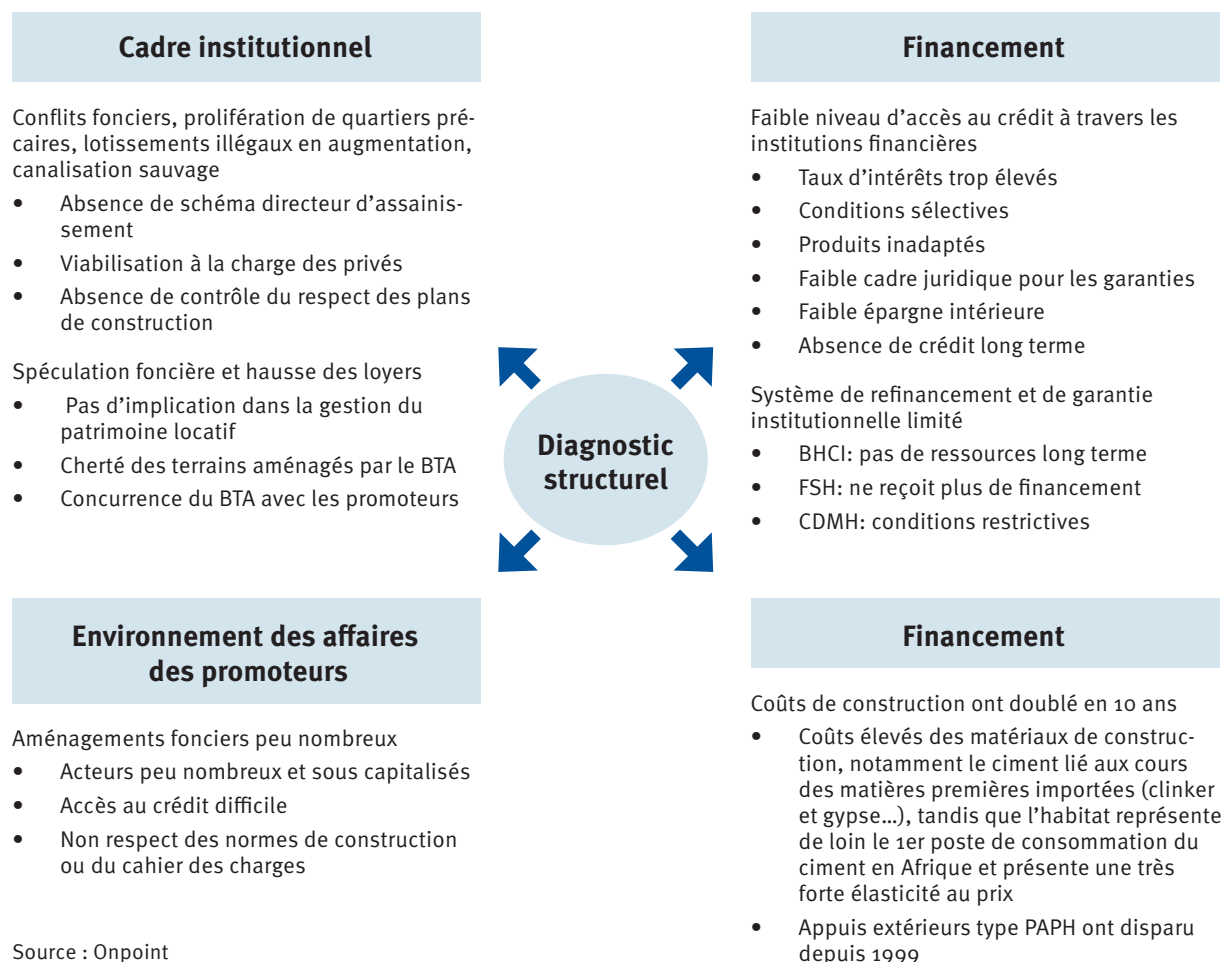 Cadre institutionnel
Conflits fonciers, prolifération de quartiers pré-
caires, lotissements illégaux en augmentation,
canalisation sauvage
• Absence de schéma directeur d’assainis-
sement
• Viabilisation à la charge des privés
• Absence de contrôle du respect des plans
de construction
Spéculation foncière et hausse des loyers
• Pas d’implication dans la gestion du
patrimoine locatif
• Cherté des terrains aménagés par le BTA
• Concurrence du BTA avec les promoteurs
Financement
Faible niveau d’accès au crédit à travers les
institutions financières
• Taux d’intérêts trop élevés
• Conditions sélectives
• Produits inadaptés
• Faible cadre juridique pour les garanties
• Faible épargne intérieure
• Absence de crédit long terme
Système de refinancement et de garantie
institutionnelle limité
• BHCI: pas de ressources long terme
• FSH: ne reçoit plus de financement
• CDMH: conditions restrictives
Diagnostic
structurel
Environnement des affaires
des promoteurs
Aménagements fonciers peu nombreux
• Acteurs peu nombreux et sous capitalisés
• Accès au crédit difficile
• Non respect des normes de construction
ou du cahier des charges
Financement
Coûts de construction ont doublé en 10 ans
• Coûts élevés des matériaux de construc-
tion, notamment le ciment lié aux cours
des matières premières importées (clinker
et gypse…), tandis que l’habitat représente
de loin le 1er poste de consommation du
ciment en Afrique et présente une très
forte élasticité au prix
• Appuis extérieurs type PAPH ont disparu
depuis 1999
Source : Onpoint